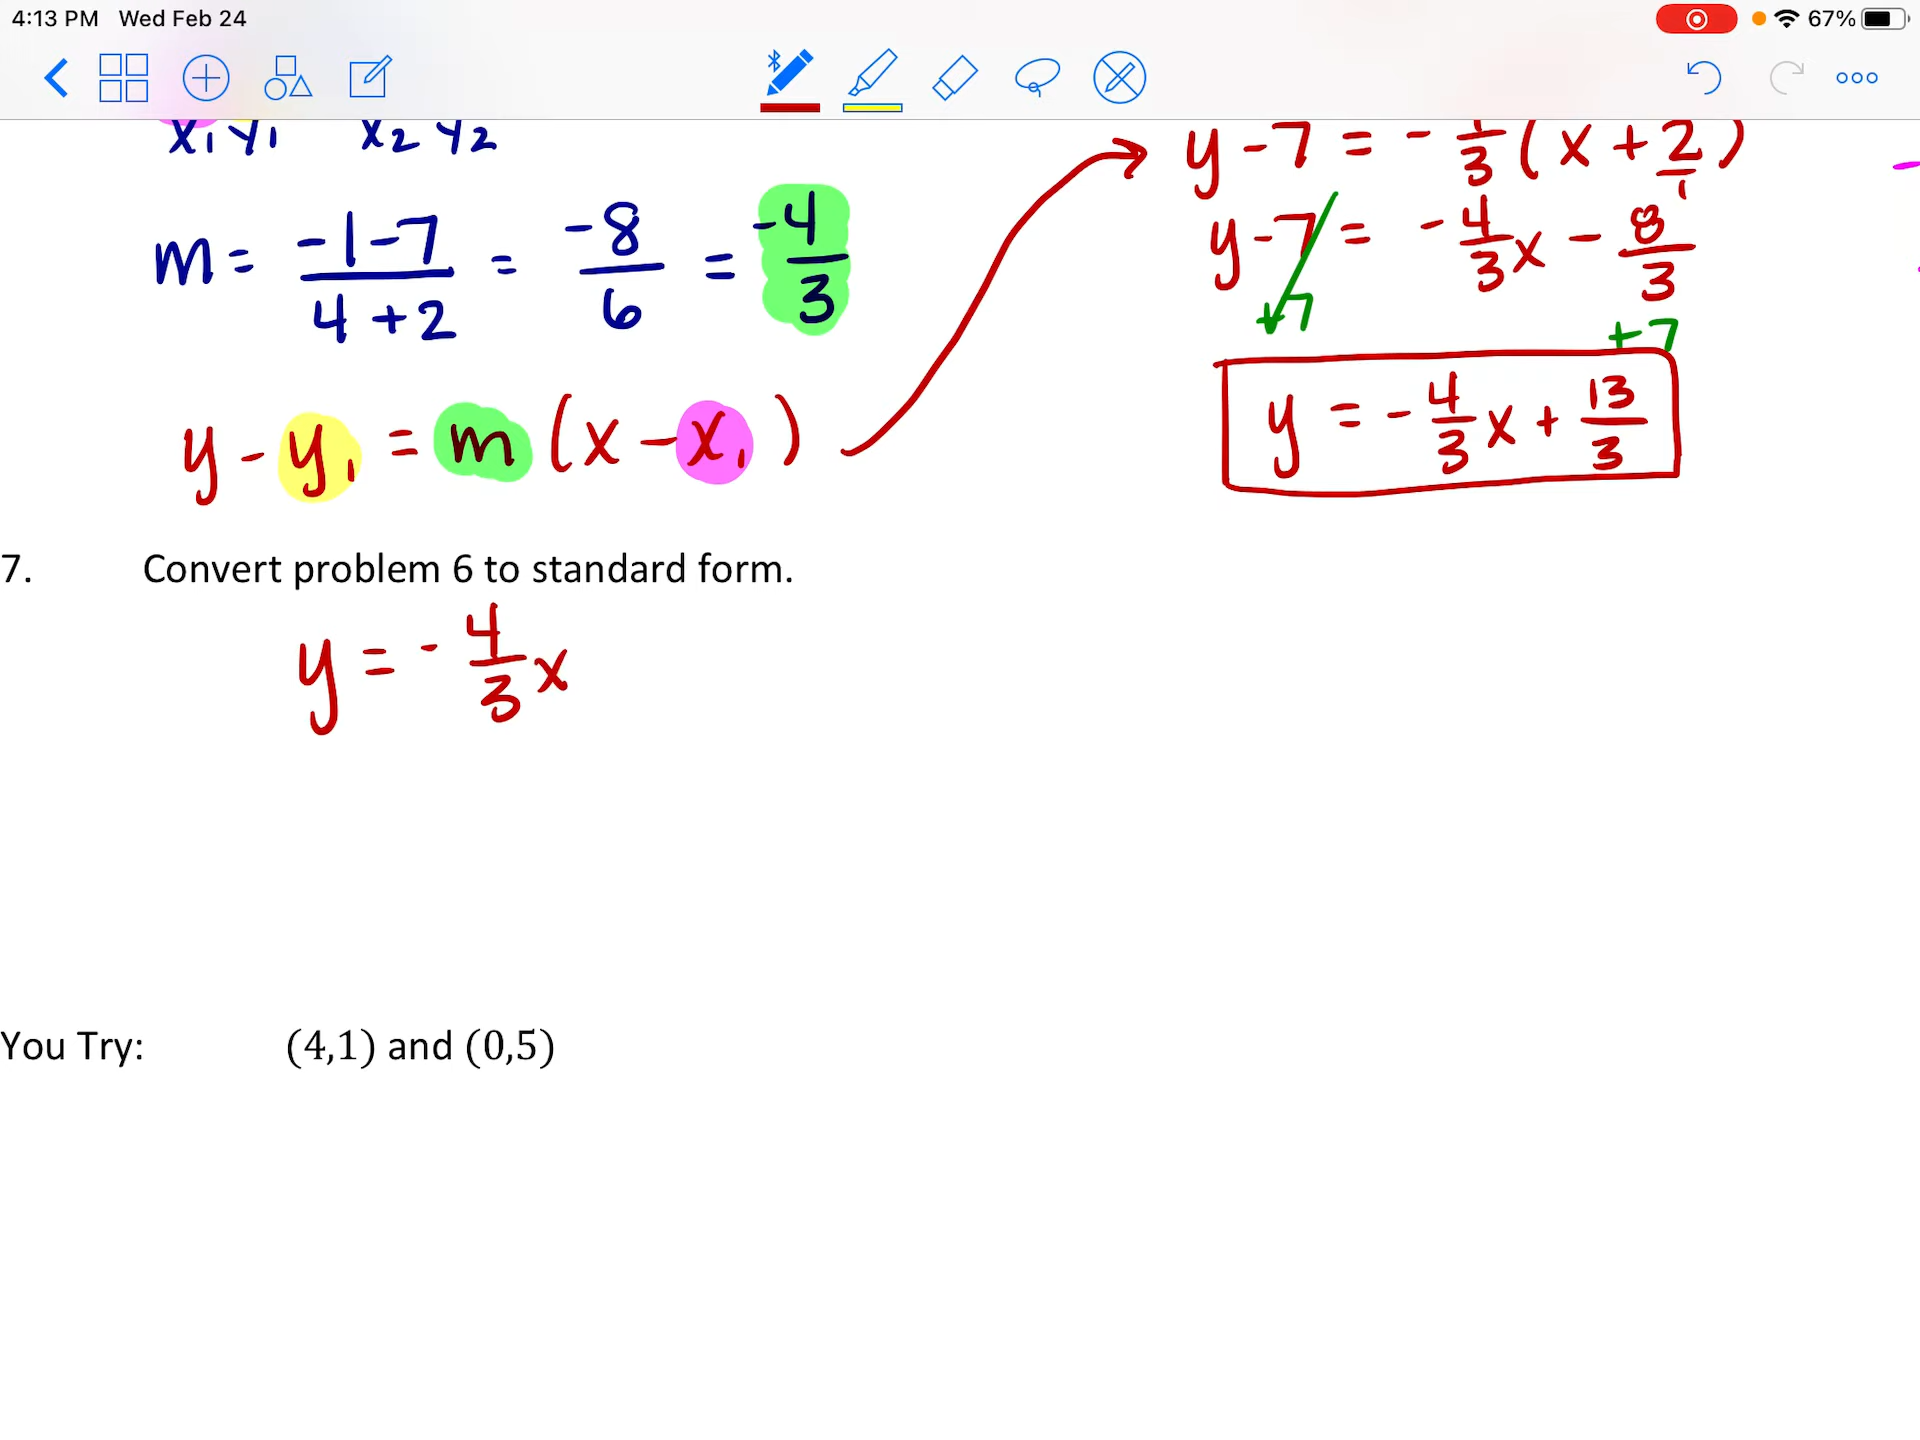 4:13 PM Wed Feb 24
67%
x₁ y₁ x₂ y₂
m = (-1-7)/(4+2) = -8/6 = -4/3
y - y₁ = m(x - x₁)
y - 7 = - /3 (x + 2/1)
y - 7 = - 4/3 x - 8/3
+7 +7
y = - 4/3 x + 13/3
7. Convert problem 6 to standard form.
y = - 4/3 x
You Try: (4,1) and (0,5)